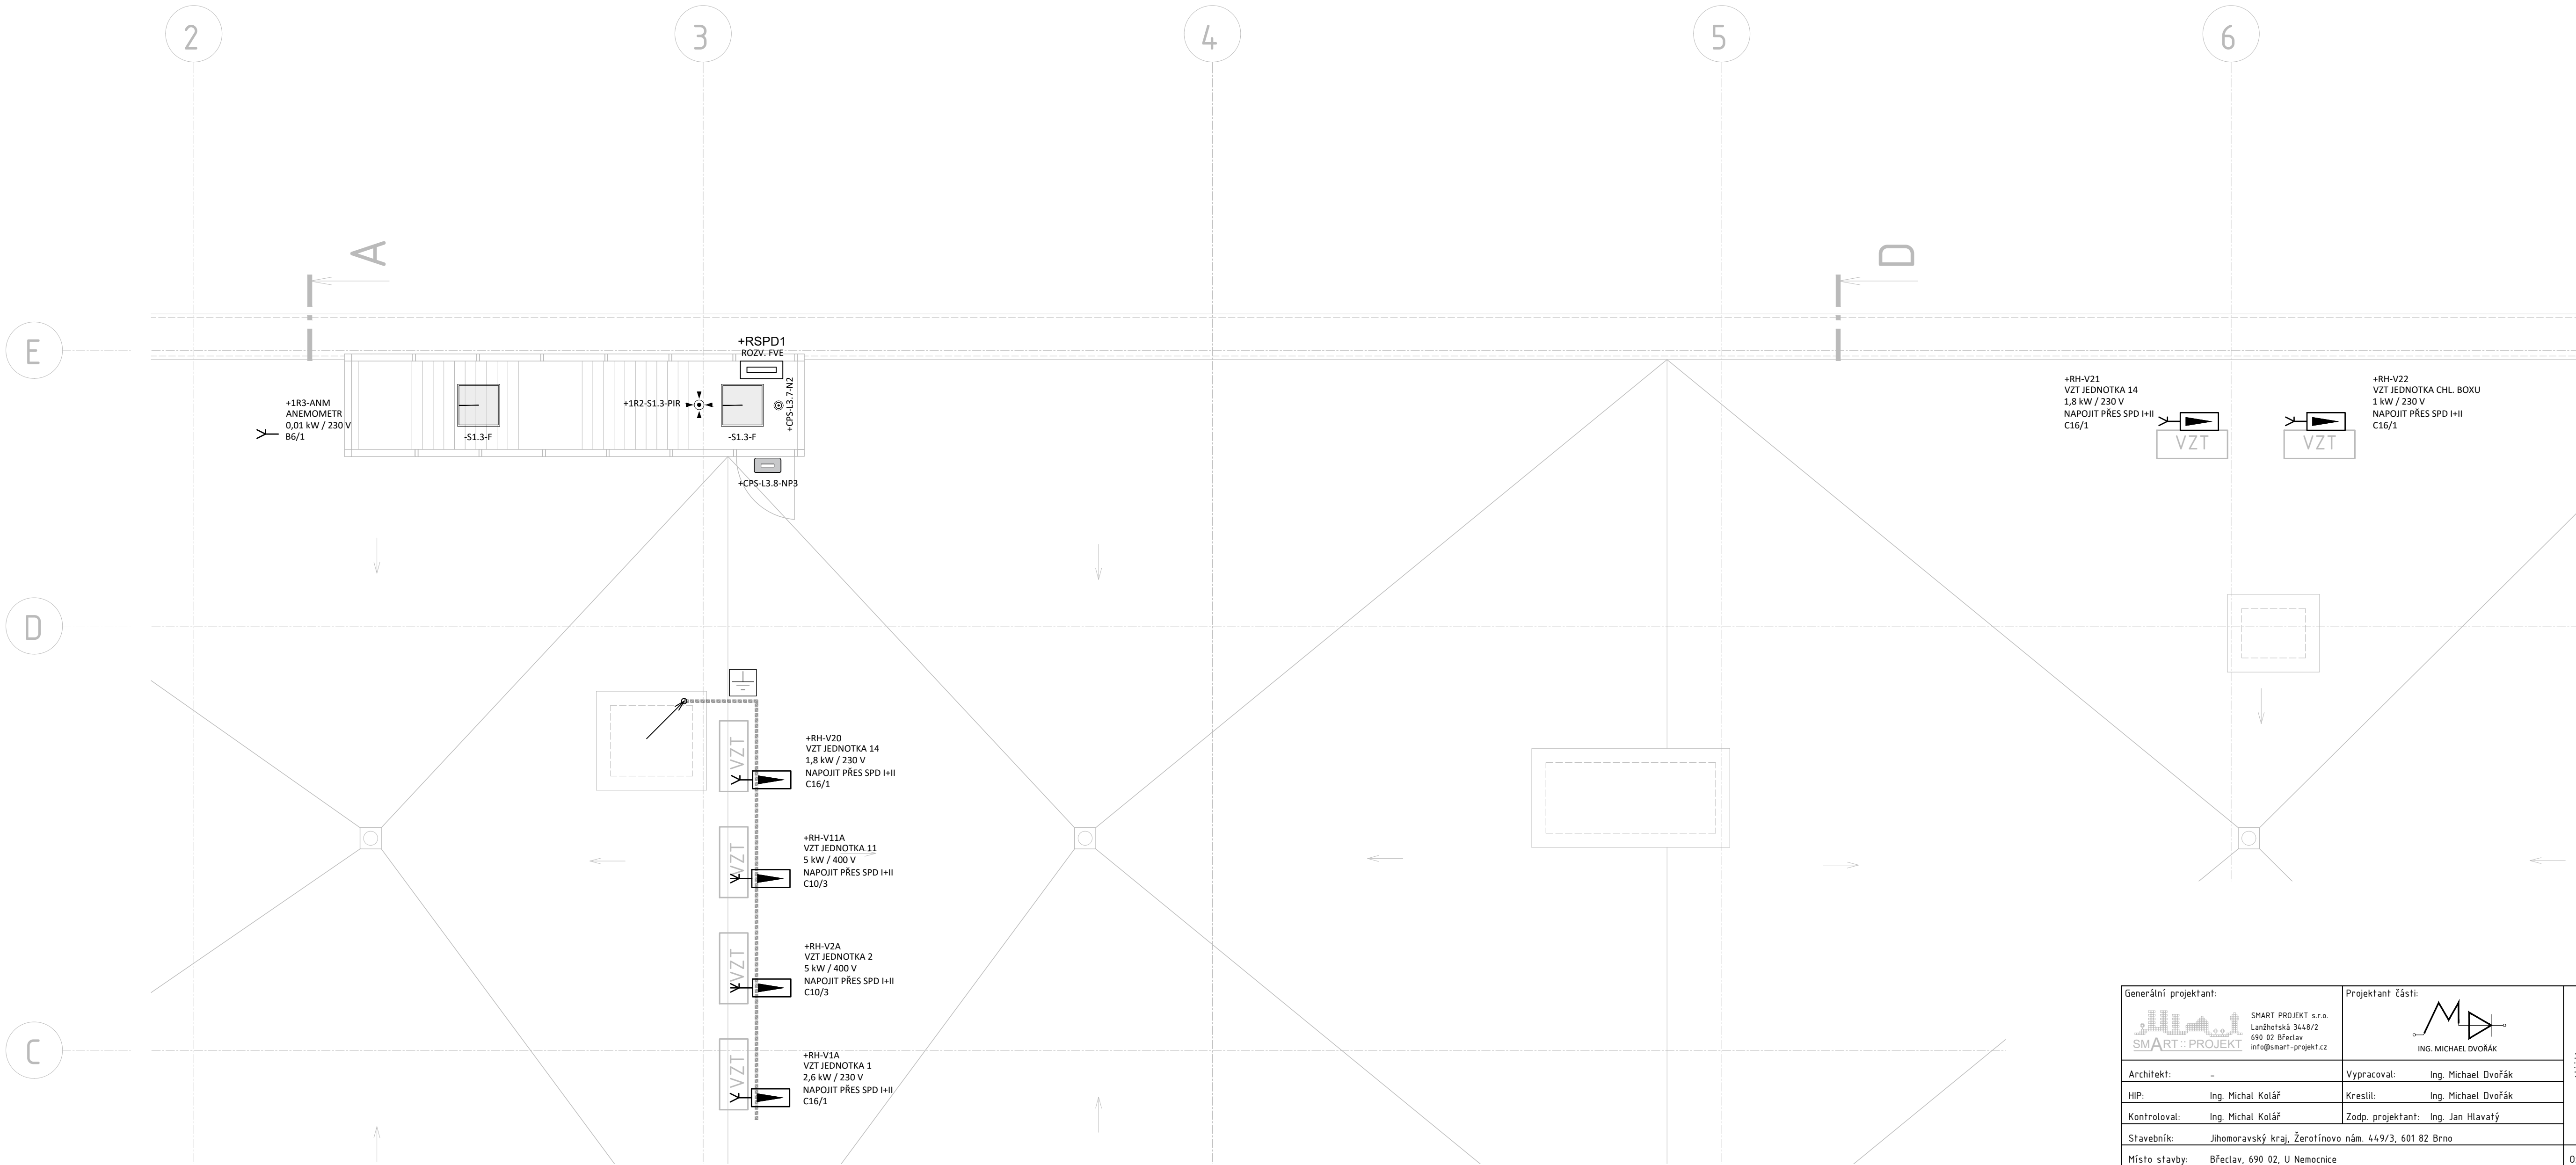 2
3
4
5
6
A
D
E
+RSPD1
ROZV. FVE
+1R3-ANM
ANEMOMETR
0,01 kW / 230 V
B6/1
-S1.3-F
+1R2-S1.3-PIR
-S1.3-F
+CPS-L3.7-N2
+CPS-L3.8-NP3
+RH-V21
VZT JEDNOTKA 14
1,8 kW / 230 V
NAPOJIT PŘES SPD I+II
C16/1
VZT
+RH-V22
VZT JEDNOTKA CHL. BOXU
1 kW / 230 V
NAPOJIT PŘES SPD I+II
C16/1
VZT
D
VZT
+RH-V20
VZT JEDNOTKA 14
1,8 kW / 230 V
NAPOJIT PŘES SPD I+II
C16/1
VZT
+RH-V11A
VZT JEDNOTKA 11
5 kW / 400 V
NAPOJIT PŘES SPD I+II
C10/3
VZT
+RH-V2A
VZT JEDNOTKA 2
5 kW / 400 V
NAPOJIT PŘES SPD I+II
C10/3
C
VZT
+RH-V1A
VZT JEDNOTKA 1
2,6 kW / 230 V
NAPOJIT PŘES SPD I+II
C16/1
Generální projektant:
SMART::PROJEKT
SMART PROJEKT s.r.o.
Lanžhotská 3448/2
690 02 Břeclav
info@smart-projekt.cz
Projektant části:
ING. MICHAEL DVOŘÁK
Architekt: -
Vypracoval: Ing. Michael Dvořák
HIP: Ing. Michal Kolář
Kreslil: Ing. Michael Dvořák
Kontroloval: Ing. Michal Kolář
Zodp. projektant: Ing. Jan Hlavatý
Stavebník: Jihomoravský kraj, Žerotínovo nám. 449/3, 601 82 Brno
Místo stavby: Břeclav, 690 02, U Nemocnice